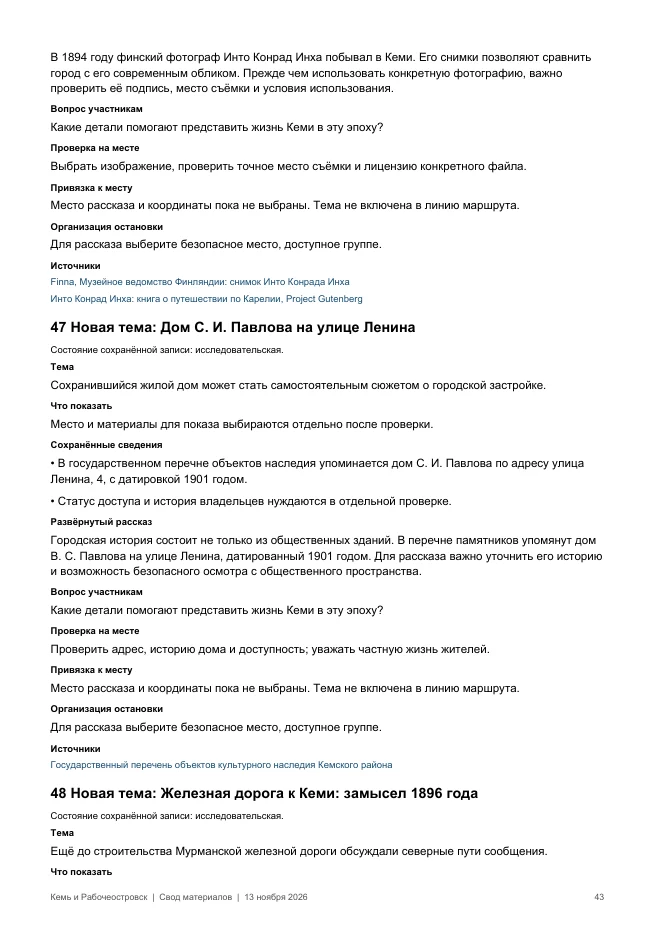 В 1894 году финский фотограф Инто Конрад Инха побывал в Кеми. Его снимки позволяют сравнить
город с его современным обликом. Прежде чем использовать конкретную фотографию, важно
проверить её подпись, место съёмки и условия использования.
Вопрос участникам
Какие детали помогают представить жизнь Кеми в эту эпоху?
Проверка на месте
Выбрать изображение, проверить точное место съёмки и лицензию конкретного файла.
Привязка к месту
Место рассказа и координаты пока не выбраны. Тема не включена в линию маршрута.
Организация остановки
Для рассказа выберите безопасное место, доступное группе.
Источники
Finna, Музейное ведомство Финляндии: снимок Инто Конрада Инха
Инто Конрад Инха: книга о путешествии по Карелии, Project Gutenberg
47 Новая тема: Дом С. И. Павлова на улице Ленина
Состояние сохранённой записи: исследовательская.
Тема
Сохранившийся жилой дом может стать самостоятельным сюжетом о городской застройке.
Что показать
Место и материалы для показа выбираются отдельно после проверки.
Сохранённые сведения
• В государственном перечне объектов наследия упоминается дом С. И. Павлова по адресу улица
Ленина, 4, с датировкой 1901 годом.
• Статус доступа и история владельцев нуждаются в отдельной проверке.
Развёрнутый рассказ
Городская история состоит не только из общественных зданий. В перечне памятников упомянут дом
В. С. Павлова на улице Ленина, датированный 1901 годом. Для рассказа важно уточнить его историю
и возможность безопасного осмотра с общественного пространства.
Вопрос участникам
Какие детали помогают представить жизнь Кеми в эту эпоху?
Проверка на месте
Проверить адрес, историю дома и доступность; уважать частную жизнь жителей.
Привязка к месту
Место рассказа и координаты пока не выбраны. Тема не включена в линию маршрута.
Организация остановки
Для рассказа выберите безопасное место, доступное группе.
Источники
Государственный перечень объектов культурного наследия Кемского района
48 Новая тема: Железная дорога к Кеми: замысел 1896 года
Состояние сохранённой записи: исследовательская.
Тема
Ещё до строительства Мурманской железной дороги обсуждали северные пути сообщения.
Что показать
Кемь и Рабочеостровск | Свод материалов | 13 ноября 2026
43